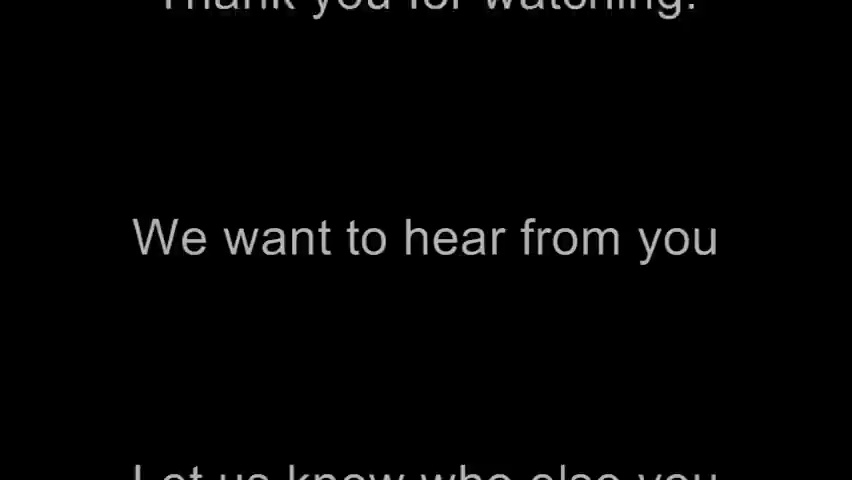 Thank you for watching.
We want to hear from you
Let us know who else you